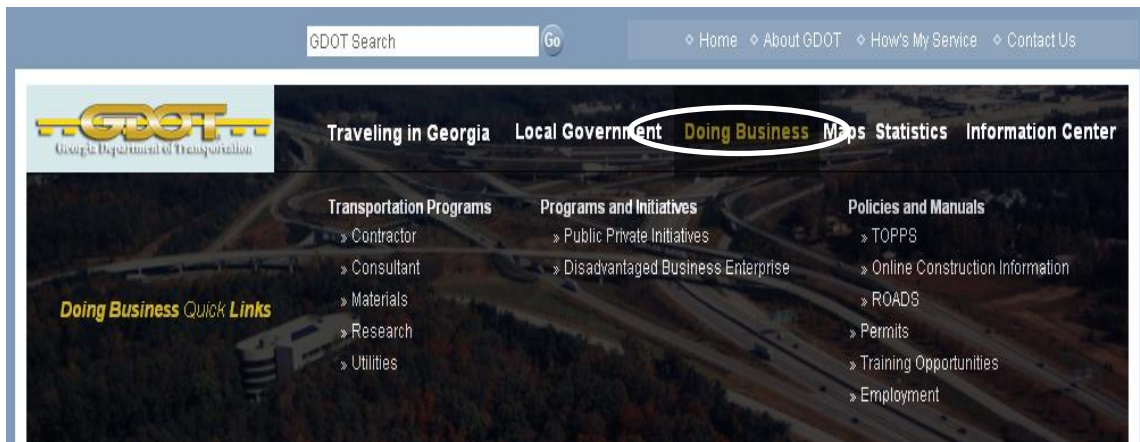 GDOT Search Go ⋄ Home ⋄ About GDOT ⋄ How's My Service ⋄ Contact Us
GDOT
Georgia Department of Transportation
Traveling in Georgia Local Government Doing Business Maps Statistics Information Center
Transportation Programs
» Contractor
» Consultant
» Materials
» Research
» Utilities
Programs and Initiatives
» Public Private Initiatives
» Disadvantaged Business Enterprise
Policies and Manuals
» TOPPS
» Online Construction Information
» ROADS
» Permits
» Training Opportunities
» Employment
Doing Business Quick Links